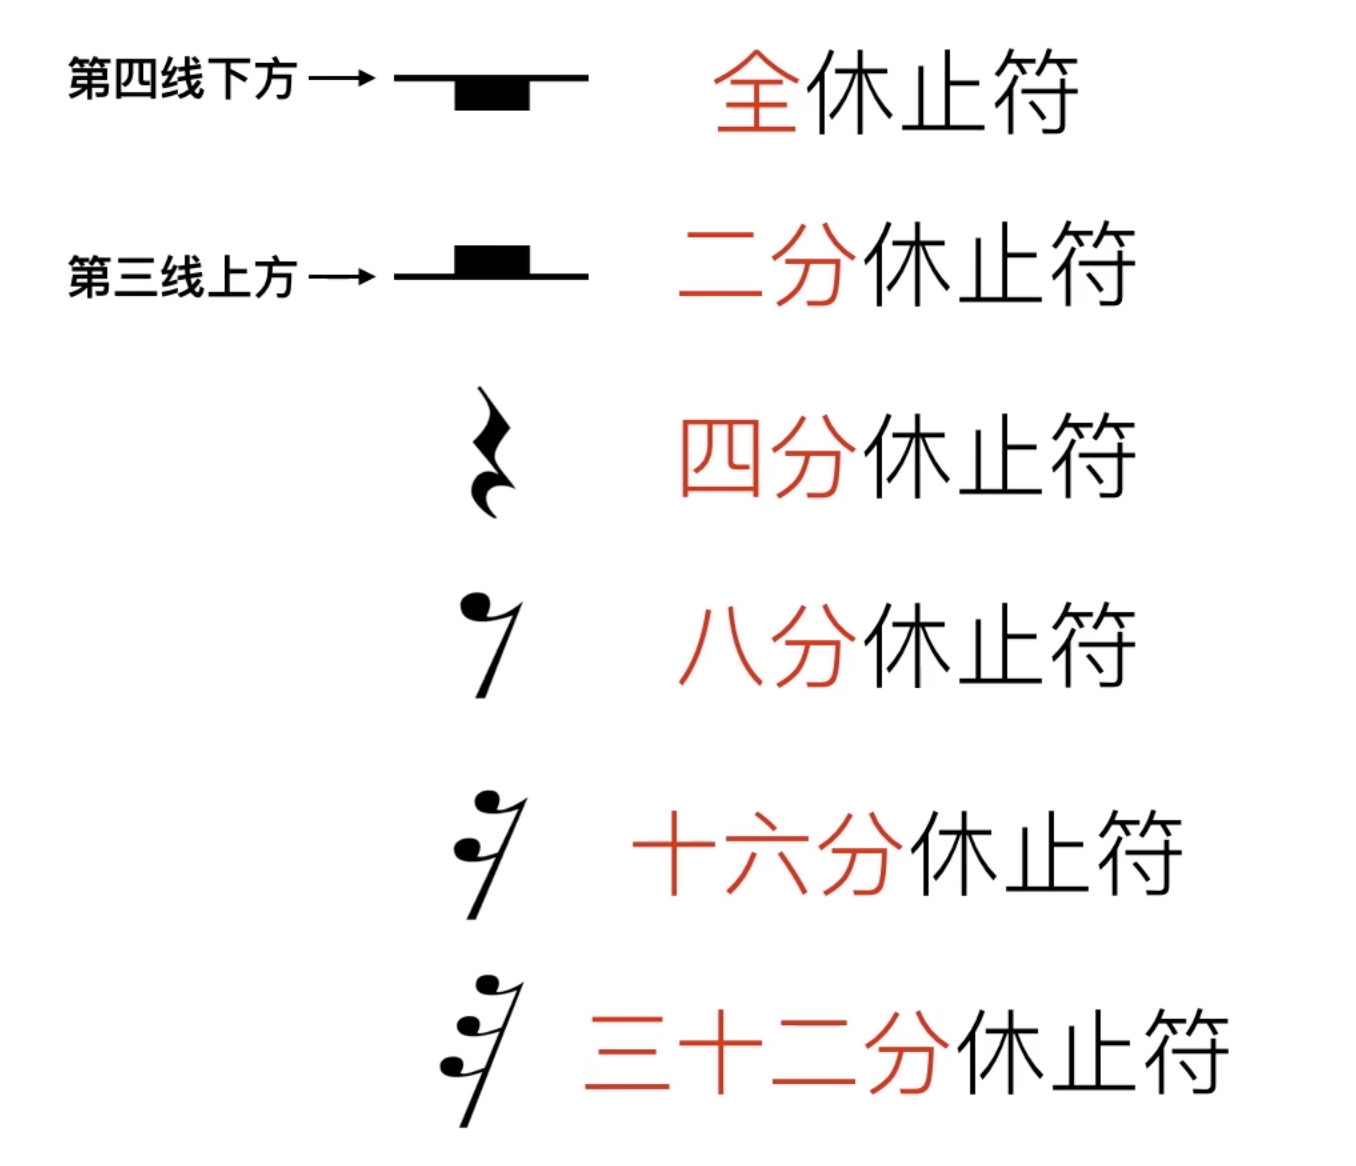 第四线下方 全休止符
第三线上方 二分休止符
四分休止符
八分休止符
十六分休止符
三十二分休止符